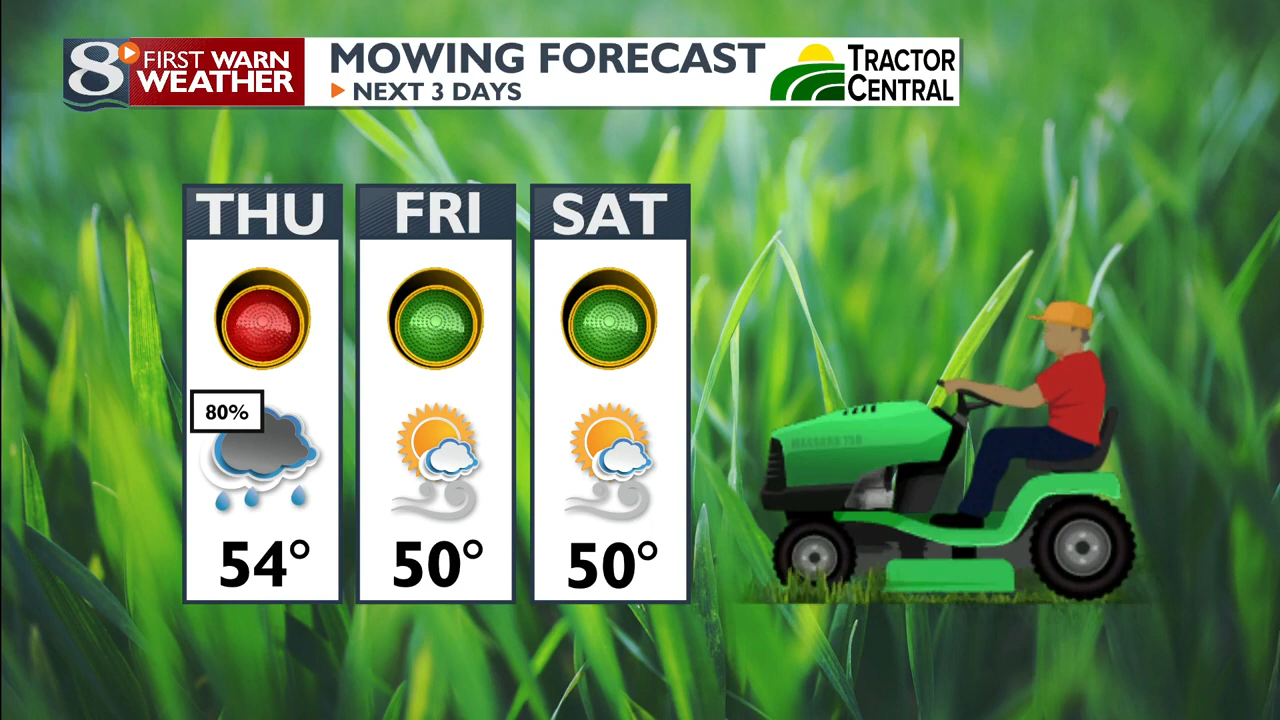 8 FIRST WARN
WEATHER
MOWING FORECAST
NEXT 3 DAYS
TRACTOR
CENTRAL
THU
FRI
SAT
80%
54°
50°
50°